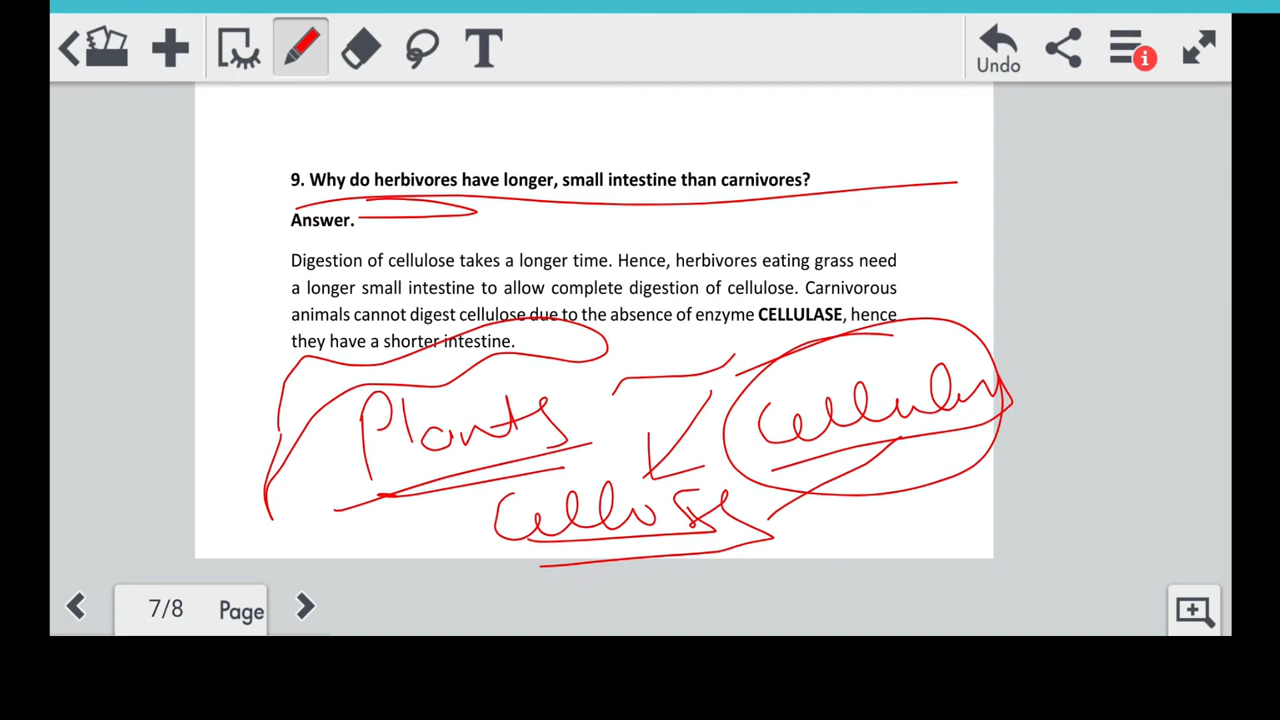 Undo
i
9. Why do herbivores have longer, small intestine than carnivores?
Answer.
Digestion of cellulose takes a longer time. Hence, herbivores eating grass need
a longer small intestine to allow complete digestion of cellulose. Carnivorous
animals cannot digest cellulose due to the absence of enzyme CELLULASE, hence
they have a shorter intestine.
Plants
7/8 Page
T